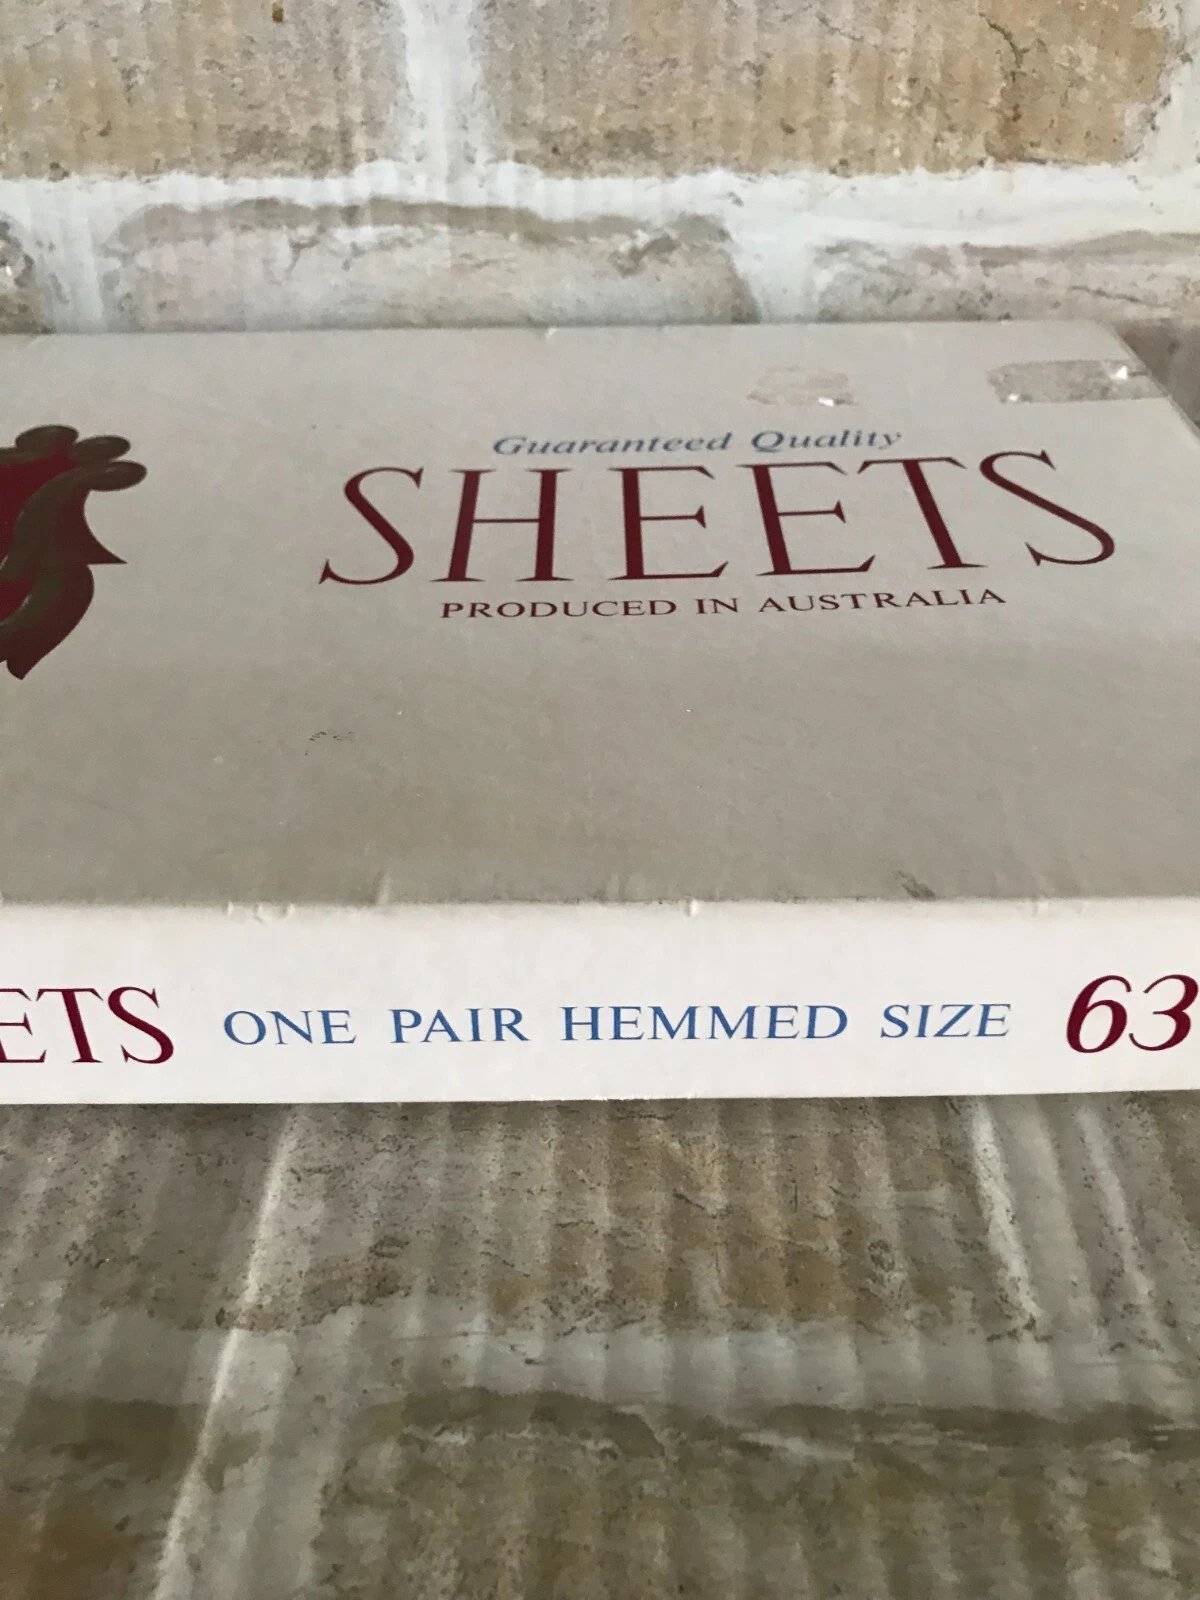 Guaranteed Quality
SHEETS
PRODUCED IN AUSTRALIA
ETS ONE PAIR HEMMED SIZE 63